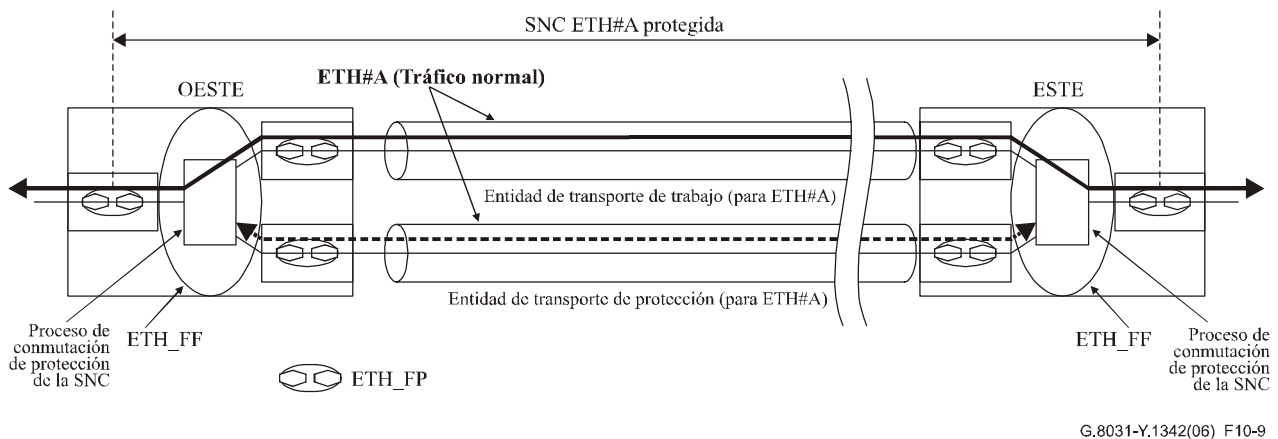 SNC ETH#A protegida
ETH#A (Tráfico normal)
OESTE
ESTE
Entidad de transporte de trabajo (para ETH#A)
Entidad de transporte de protección (para ETH#A)
Proceso de
conmutación
de protección
de la SNC
ETH_FF
ETH_FF
Proceso de
conmutación
de protección
de la SNC
ETH_FP
G.8031-Y.1342(06) F10-9